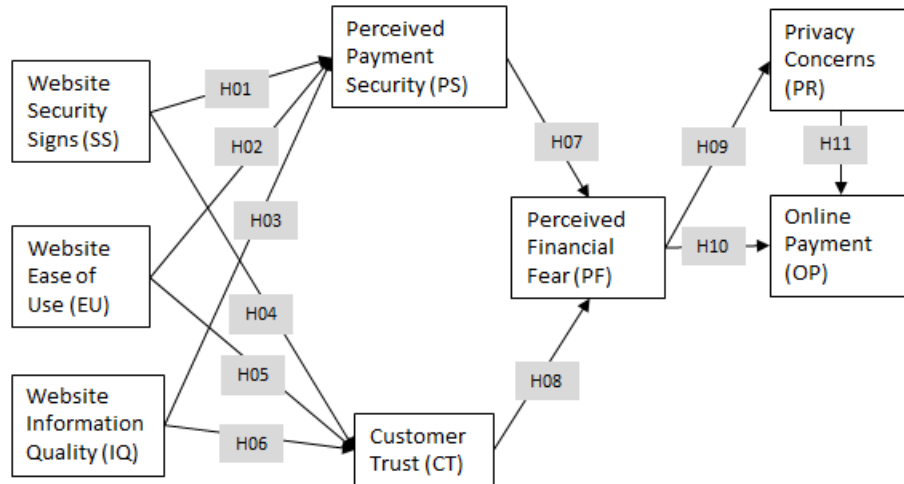 Website
Security
Signs (SS)
Website
Ease of
Use (EU)
Website
Information
Quality (IQ)
H01
H02
H03
H04
H05
H06
Perceived
Payment
Security (PS)
Customer
Trust (CT)
H07
H08
Perceived
Financial
Fear (PF)
H09
H10
Privacy
Concerns
(PR)
H11
Online
Payment
(OP)